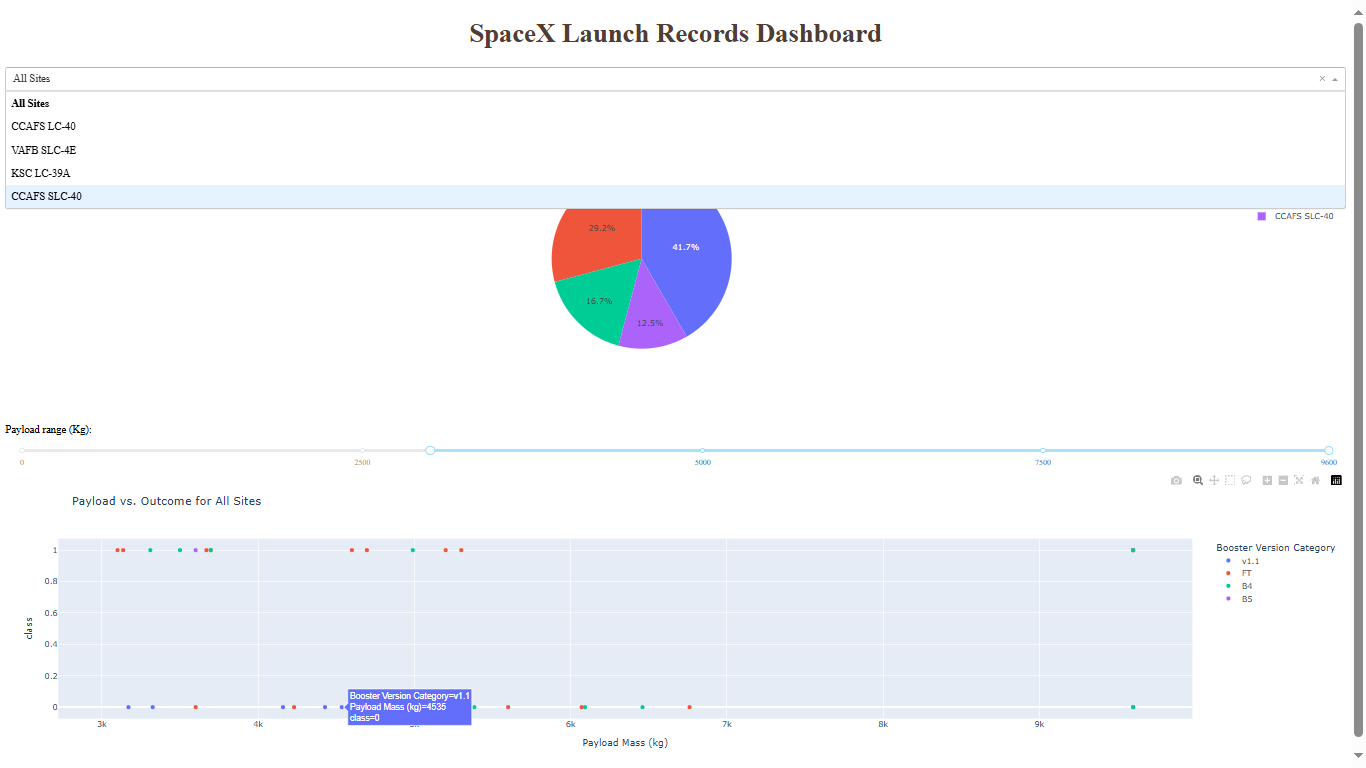 SpaceX Launch Records Dashboard
All Sites
All Sites
CCAFS LC-40
VAFB SLC-4E
KSC LC-39A
CCAFS SLC-40
CCAFS SLC-40
29.2%
41.7%
16.7%
12.5%
Payload range (Kg):
0 2500 5000 7500 9600
Payload vs. Outcome for All Sites
Booster Version Category
v1.1
FT
B4
B5
1
0.8
0.6
0.4
0.2
0
class
Booster Version Category=v1.1
Payload Mass (kg)=4535
class=0
3k 4k 6k 7k 8k 9k
Payload Mass (kg)